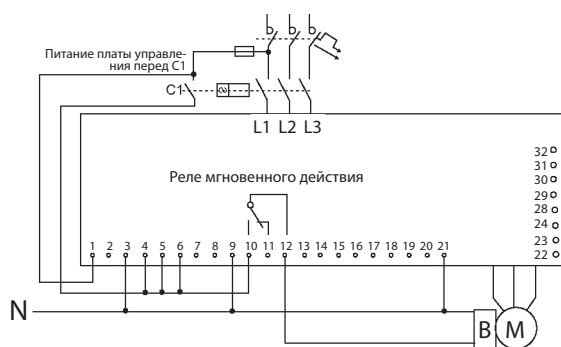 Питание платы управле-
ния перед С1
C1
L1 L2 L3
Реле мгновенного действия
32
31
30
29
28
24
23
22
1 2 3 4 5 6 7 8 9 10 11 12 13 14 15 16 17 18 19 20 21
N
B M